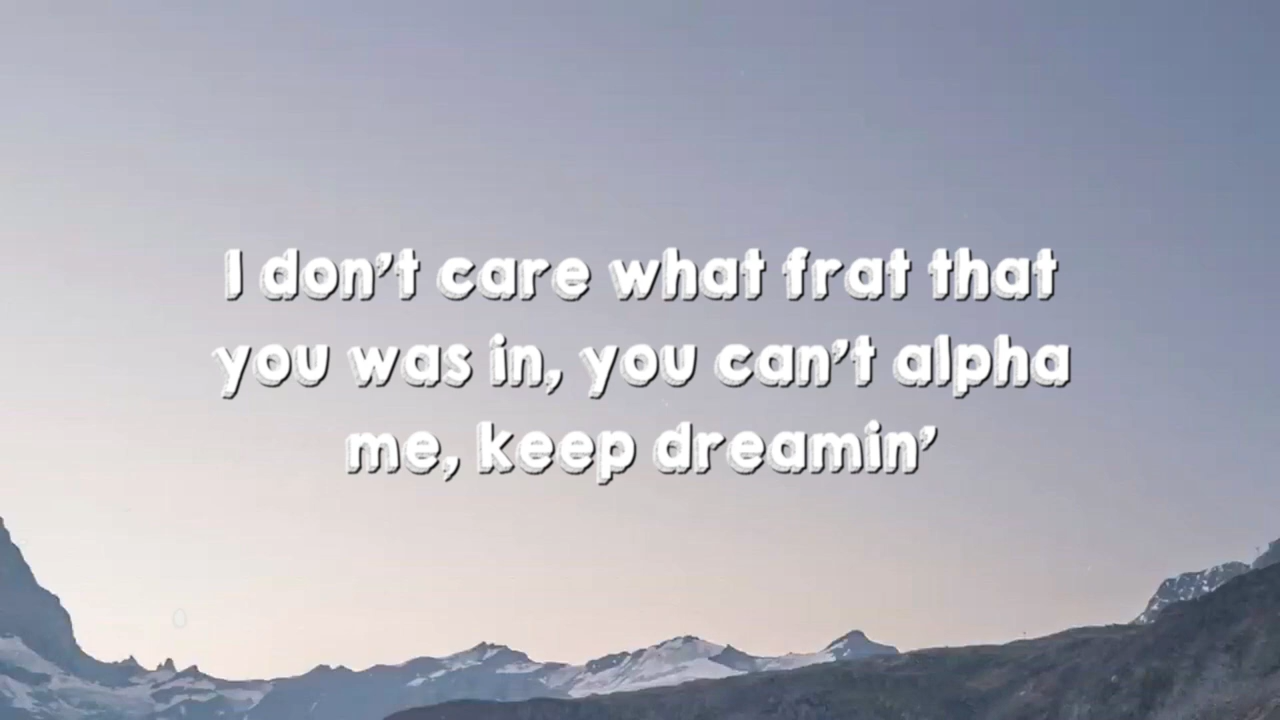 I don't care what frat that
you was in, you can't alpha
me, keep dreamin'